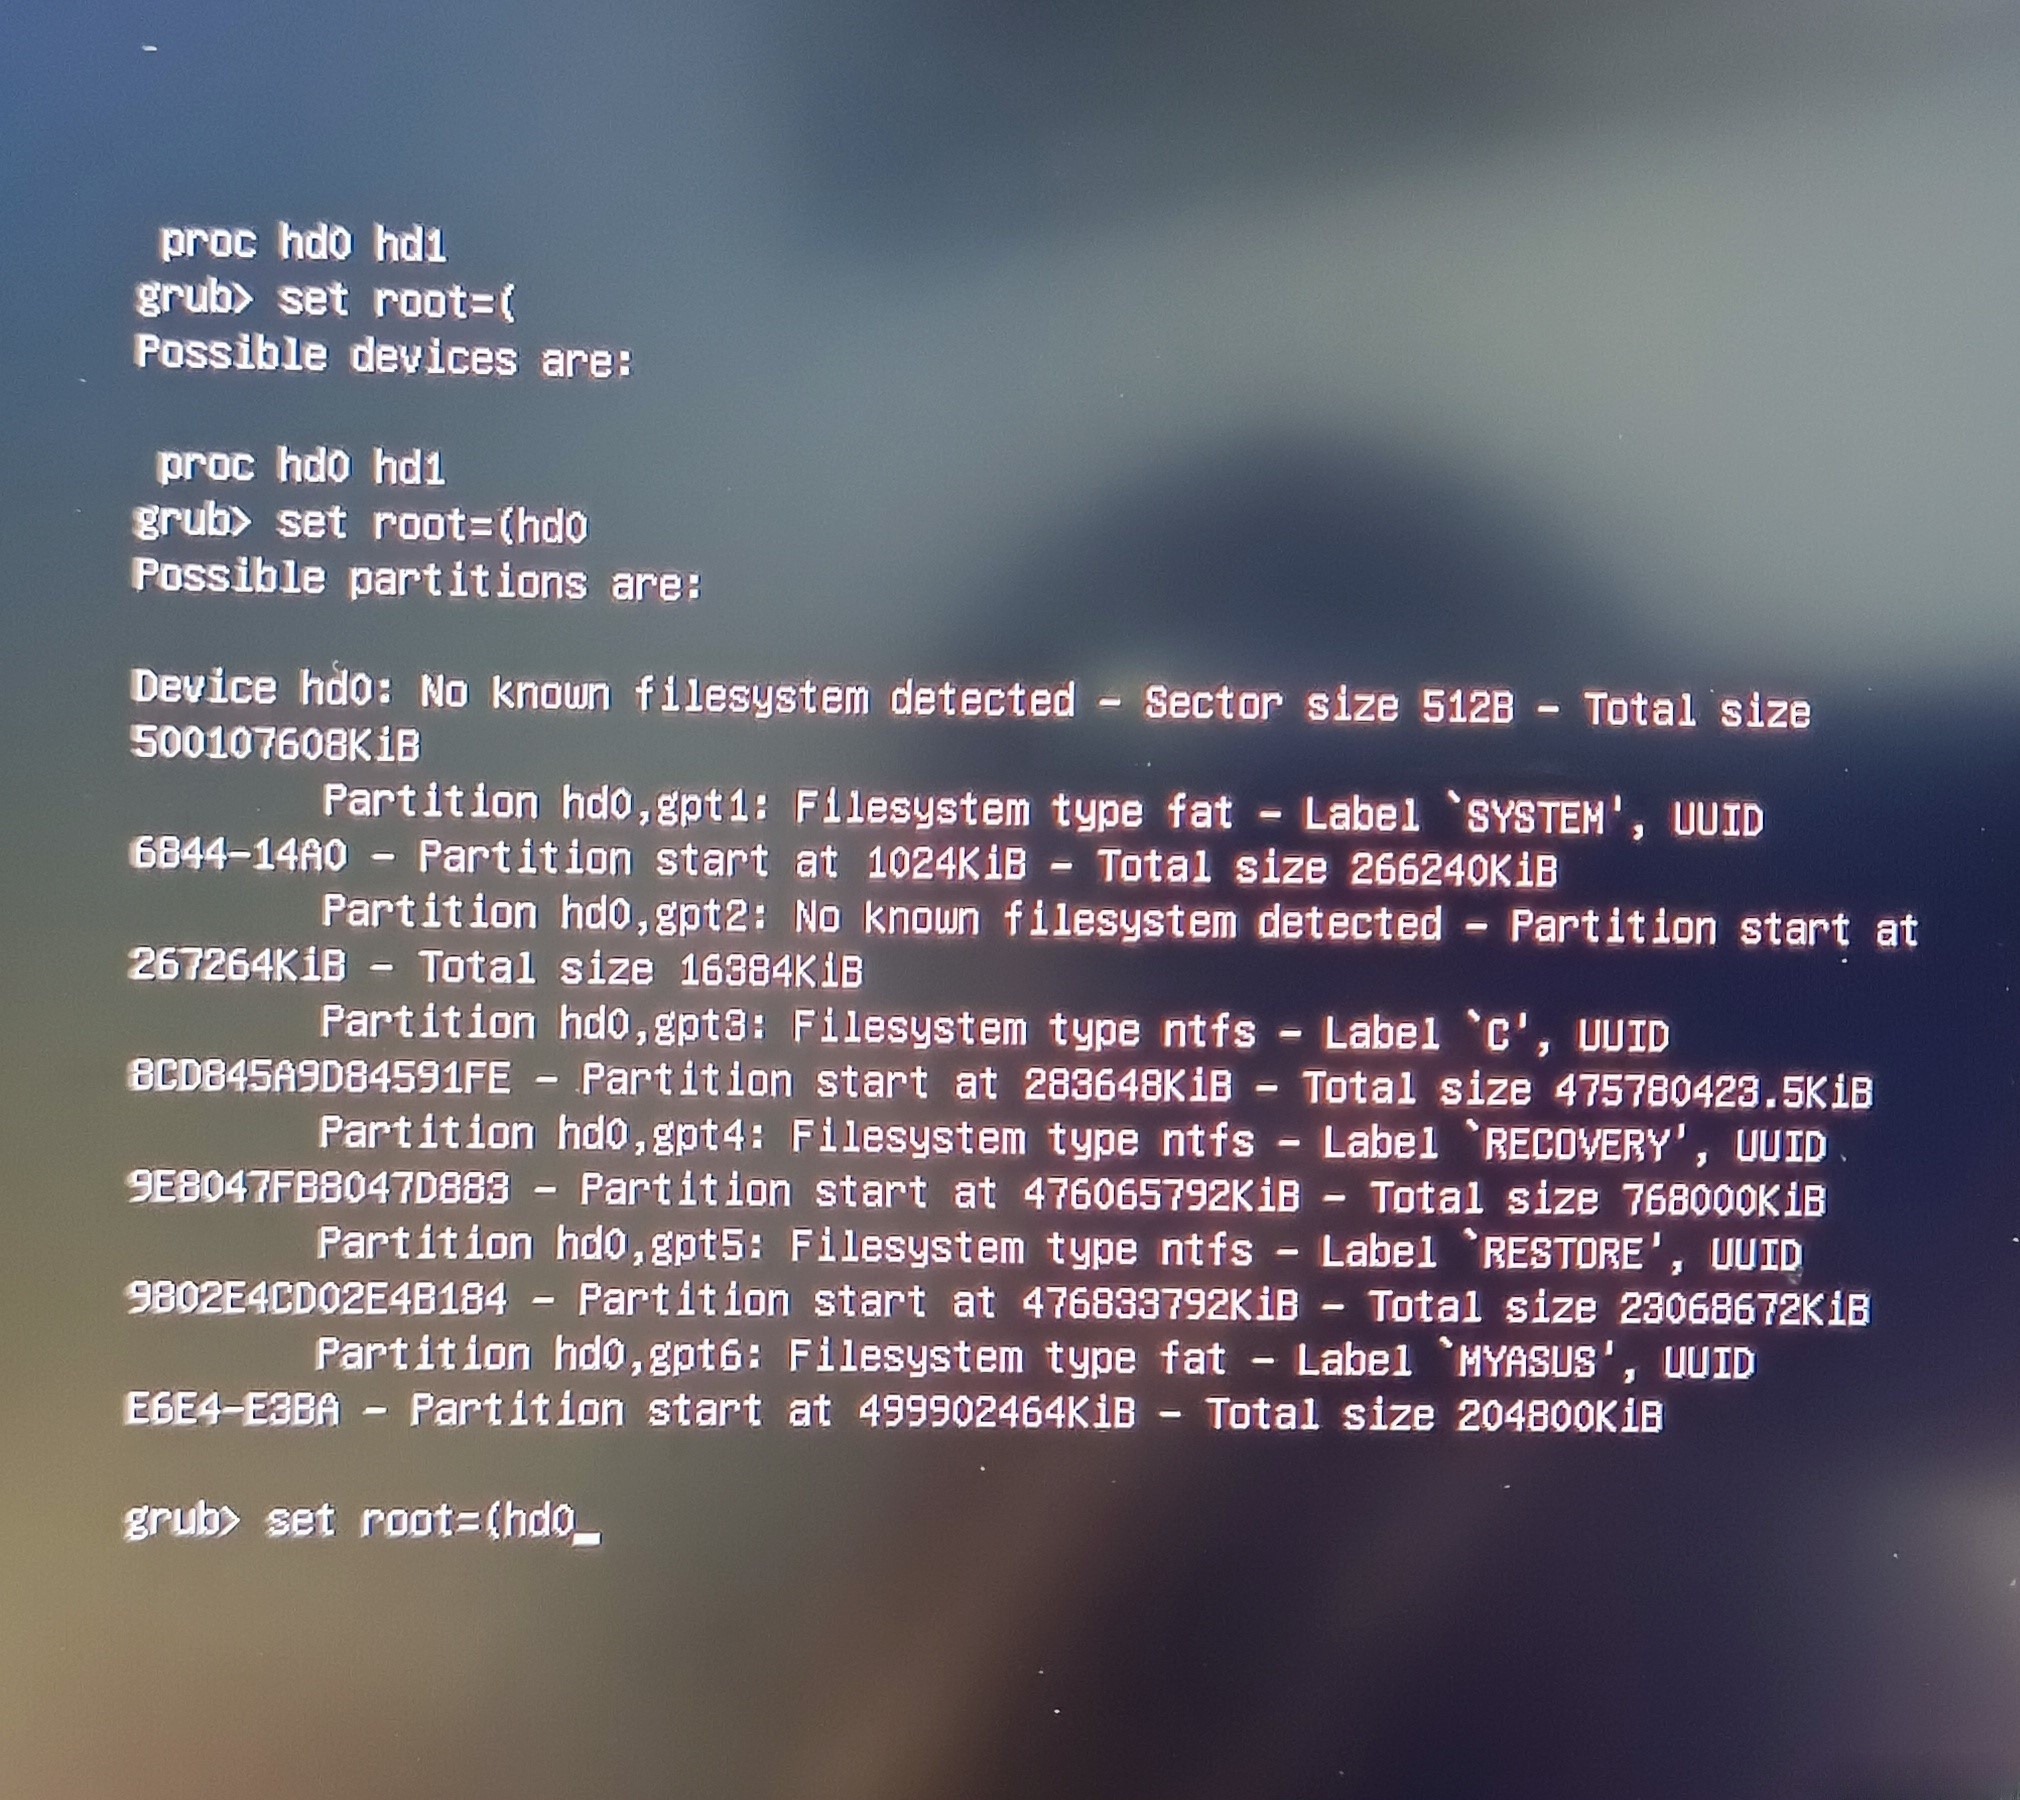 proc hd0 hd1
grub> set root=(
Possible devices are:
proc hd0 hd1
grub> set root=(hd0
Possible partitions are:
Device hd0: No known filesystem detected - Sector size 512B - Total size
500107608KiB
Partition hd0,gpt1: Filesystem type fat - Label `SYSTEM', UUID
6B44-14A0 - Partition start at 1024KiB - Total size 266240KiB
Partition hd0,gpt2: No known filesystem detected - Partition start at
267264KiB - Total size 16384KiB
Partition hd0,gpt3: Filesystem type ntfs - Label `C', UUID
8CD845A9D84591FE - Partition start at 283648KiB - Total size 475780423.5KiB
Partition hd0,gpt4: Filesystem type ntfs - Label `RECOVERY', UUID
9E8047FB8047D883 - Partition start at 476065792KiB - Total size 768000KiB
Partition hd0,gpt5: Filesystem type ntfs - Label `RESTORE', UUID
9802E4CD02E4B184 - Partition start at 476833792KiB - Total size 23068672KiB
Partition hd0,gpt6: Filesystem type fat - Label `MYASUS', UUID
E6E4-E3BA - Partition start at 499902464KiB - Total size 204800KiB
grub> set root=(hd0_